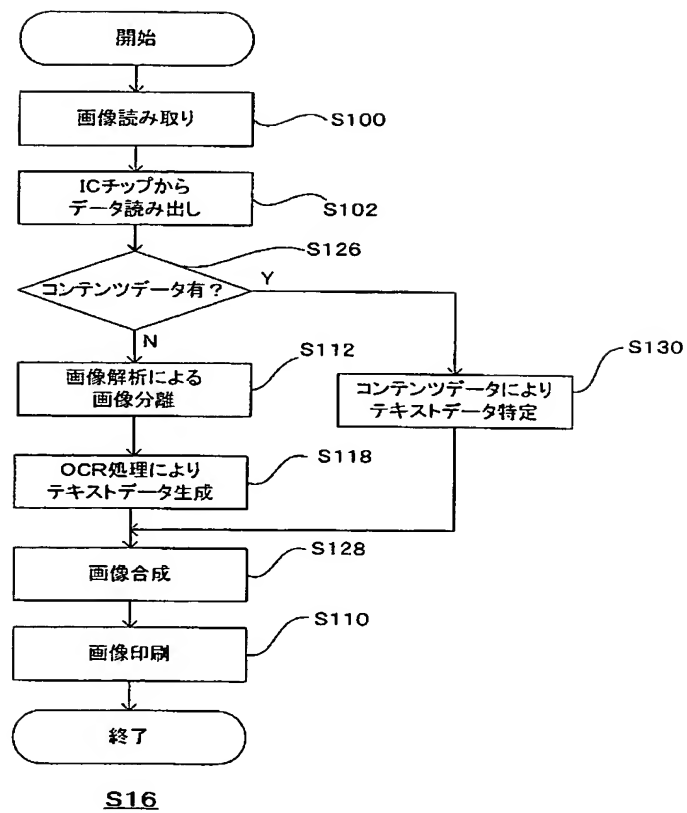 開始
画像読み取り
S100
ICチップから
データ読み出し
S102
S126
コンテンツデータ有？
Y
N
S112
画像解析による
画像分離
S130
コンテンツデータにより
テキストデータ特定
S118
OCR処理により
テキストデータ生成
S128
画像合成
S110
画像印刷
終了
S16